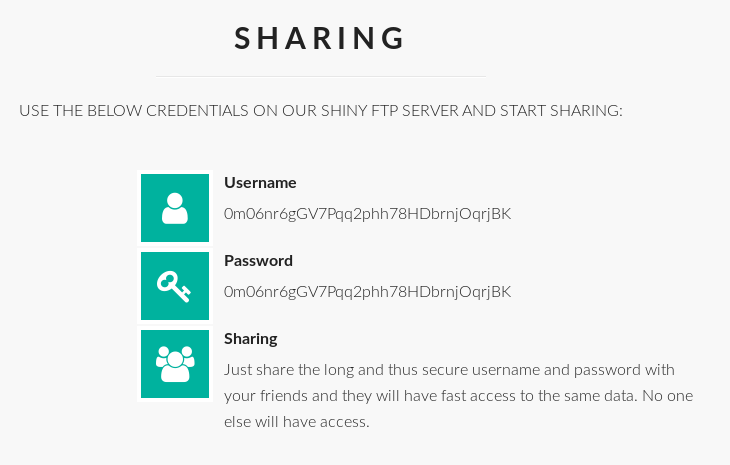 SHARING
USE THE BELOW CREDENTIALS ON OUR SHINY FTP SERVER AND START SHARING:
Username
0m06nr6gGV7Pqq2phh78HDbrnjOqrjBK
Password
0m06nr6gGV7Pqq2phh78HDbrnjOqrjBK
Sharing
Just share the long and thus secure username and password with
your friends and they will have fast access to the same data. No one
else will have access.